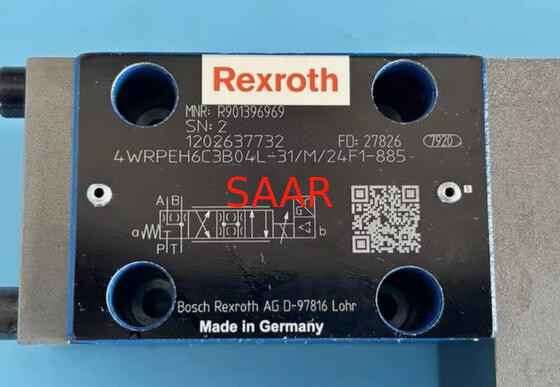 Rexroth
MNR: R901396969
SN: 2
1202637732 FD: 27826 7920
4WRPEH6C3B04L-31/M/24F1-885
SAAR
A B
G
a T b
P T
S
Bosch Rexroth AG D-97816 Lohr
Made in Germany